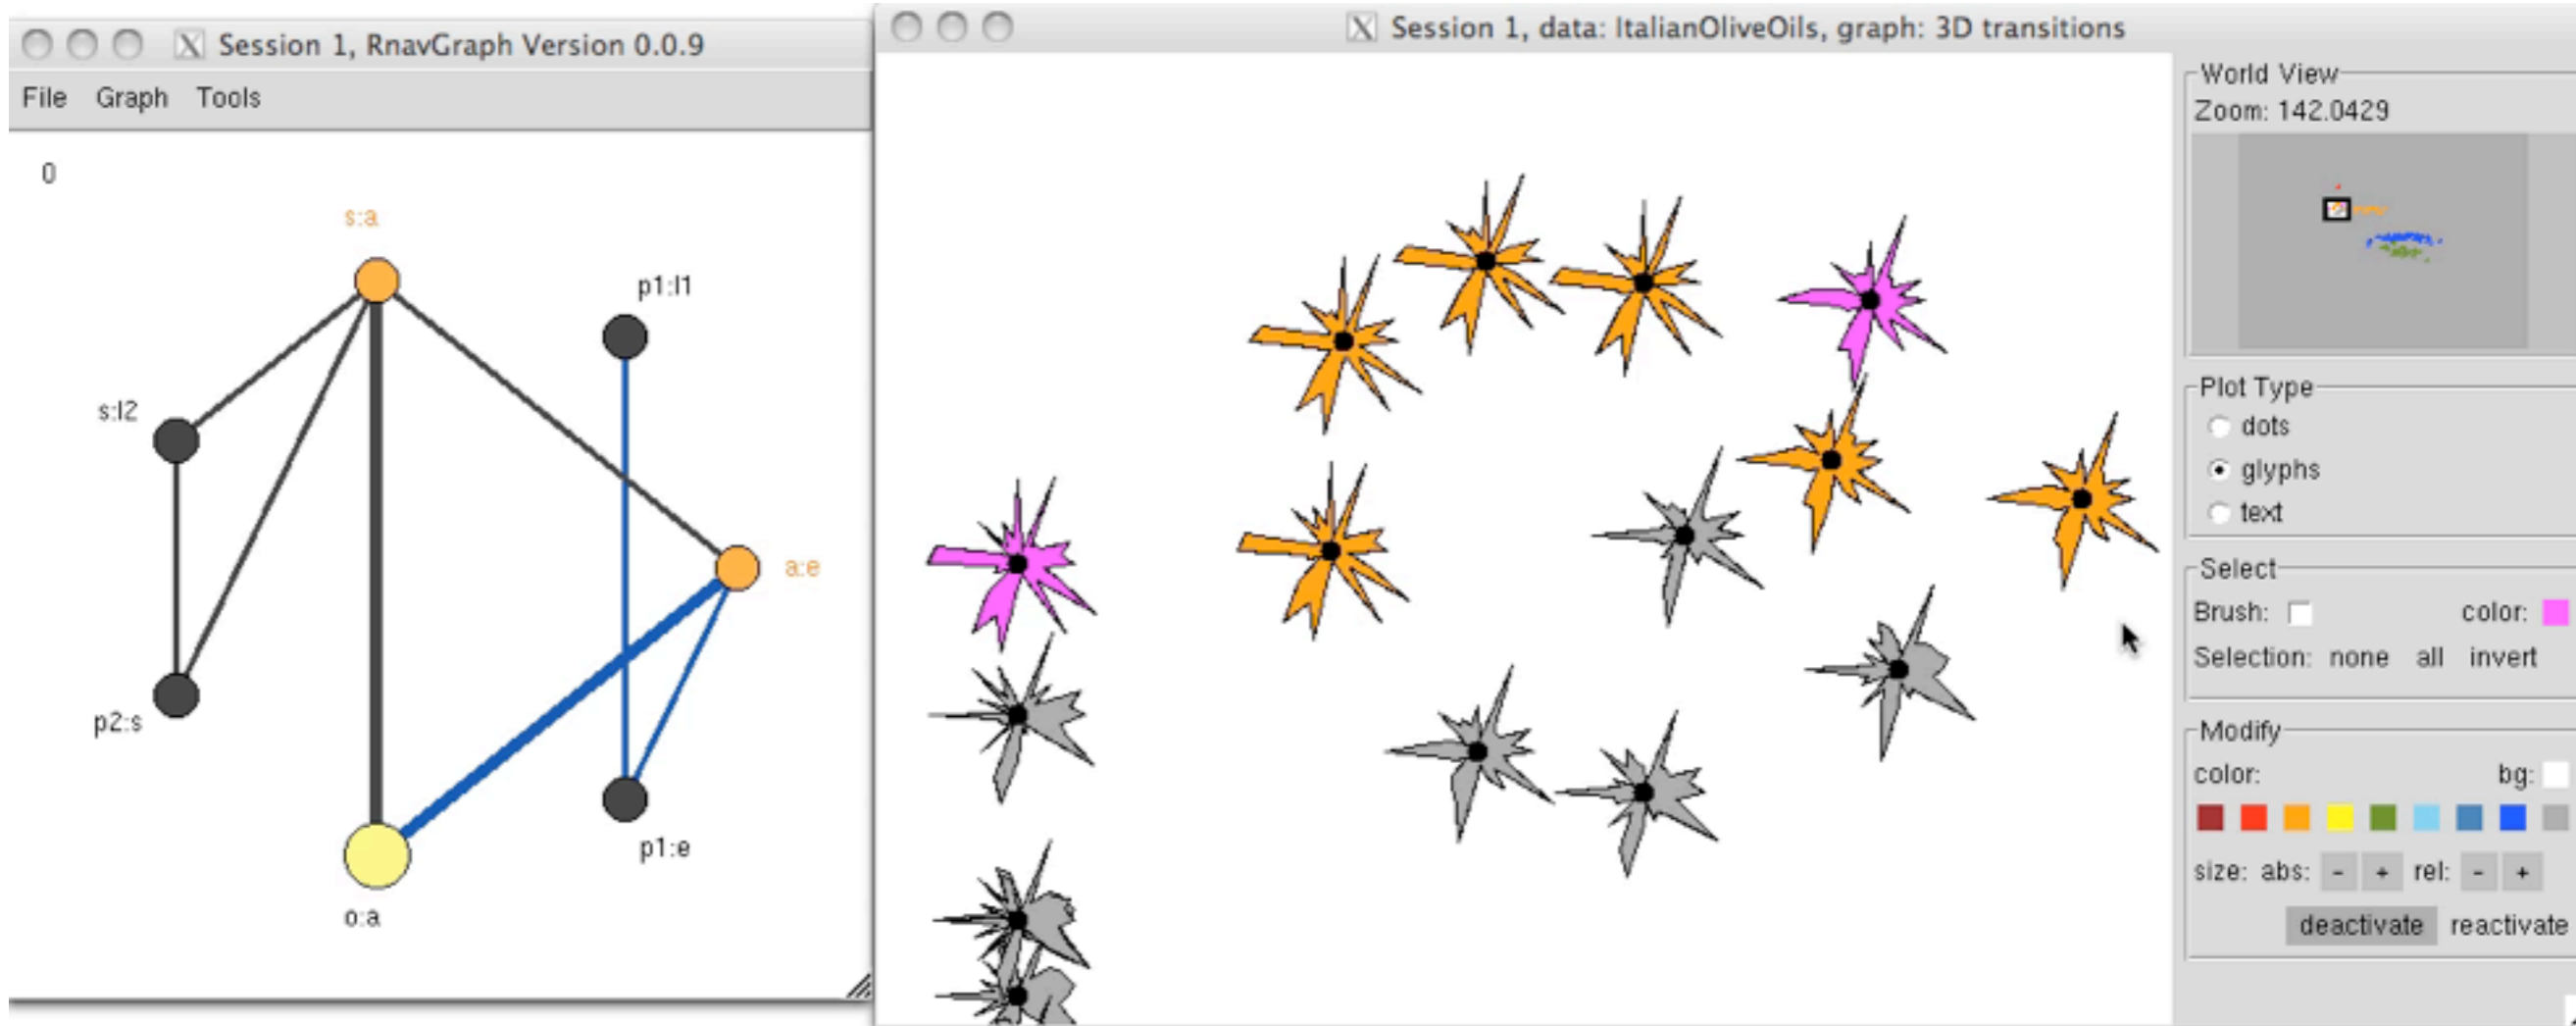 Session 1, RnavGraph Version 0.0.9
File Graph Tools
0
s:a
p1:l1
s:l2
a:e
p2:s
p1:e
o:a
Session 1, data: ItalianOliveOils, graph: 3D transitions
World View
Zoom: 142.0429
Plot Type
dots
glyphs
text
Select
Brush: color:
Selection: none all invert
Modify
color: bg:
size: abs: - + rel: - +
deactivate reactivate